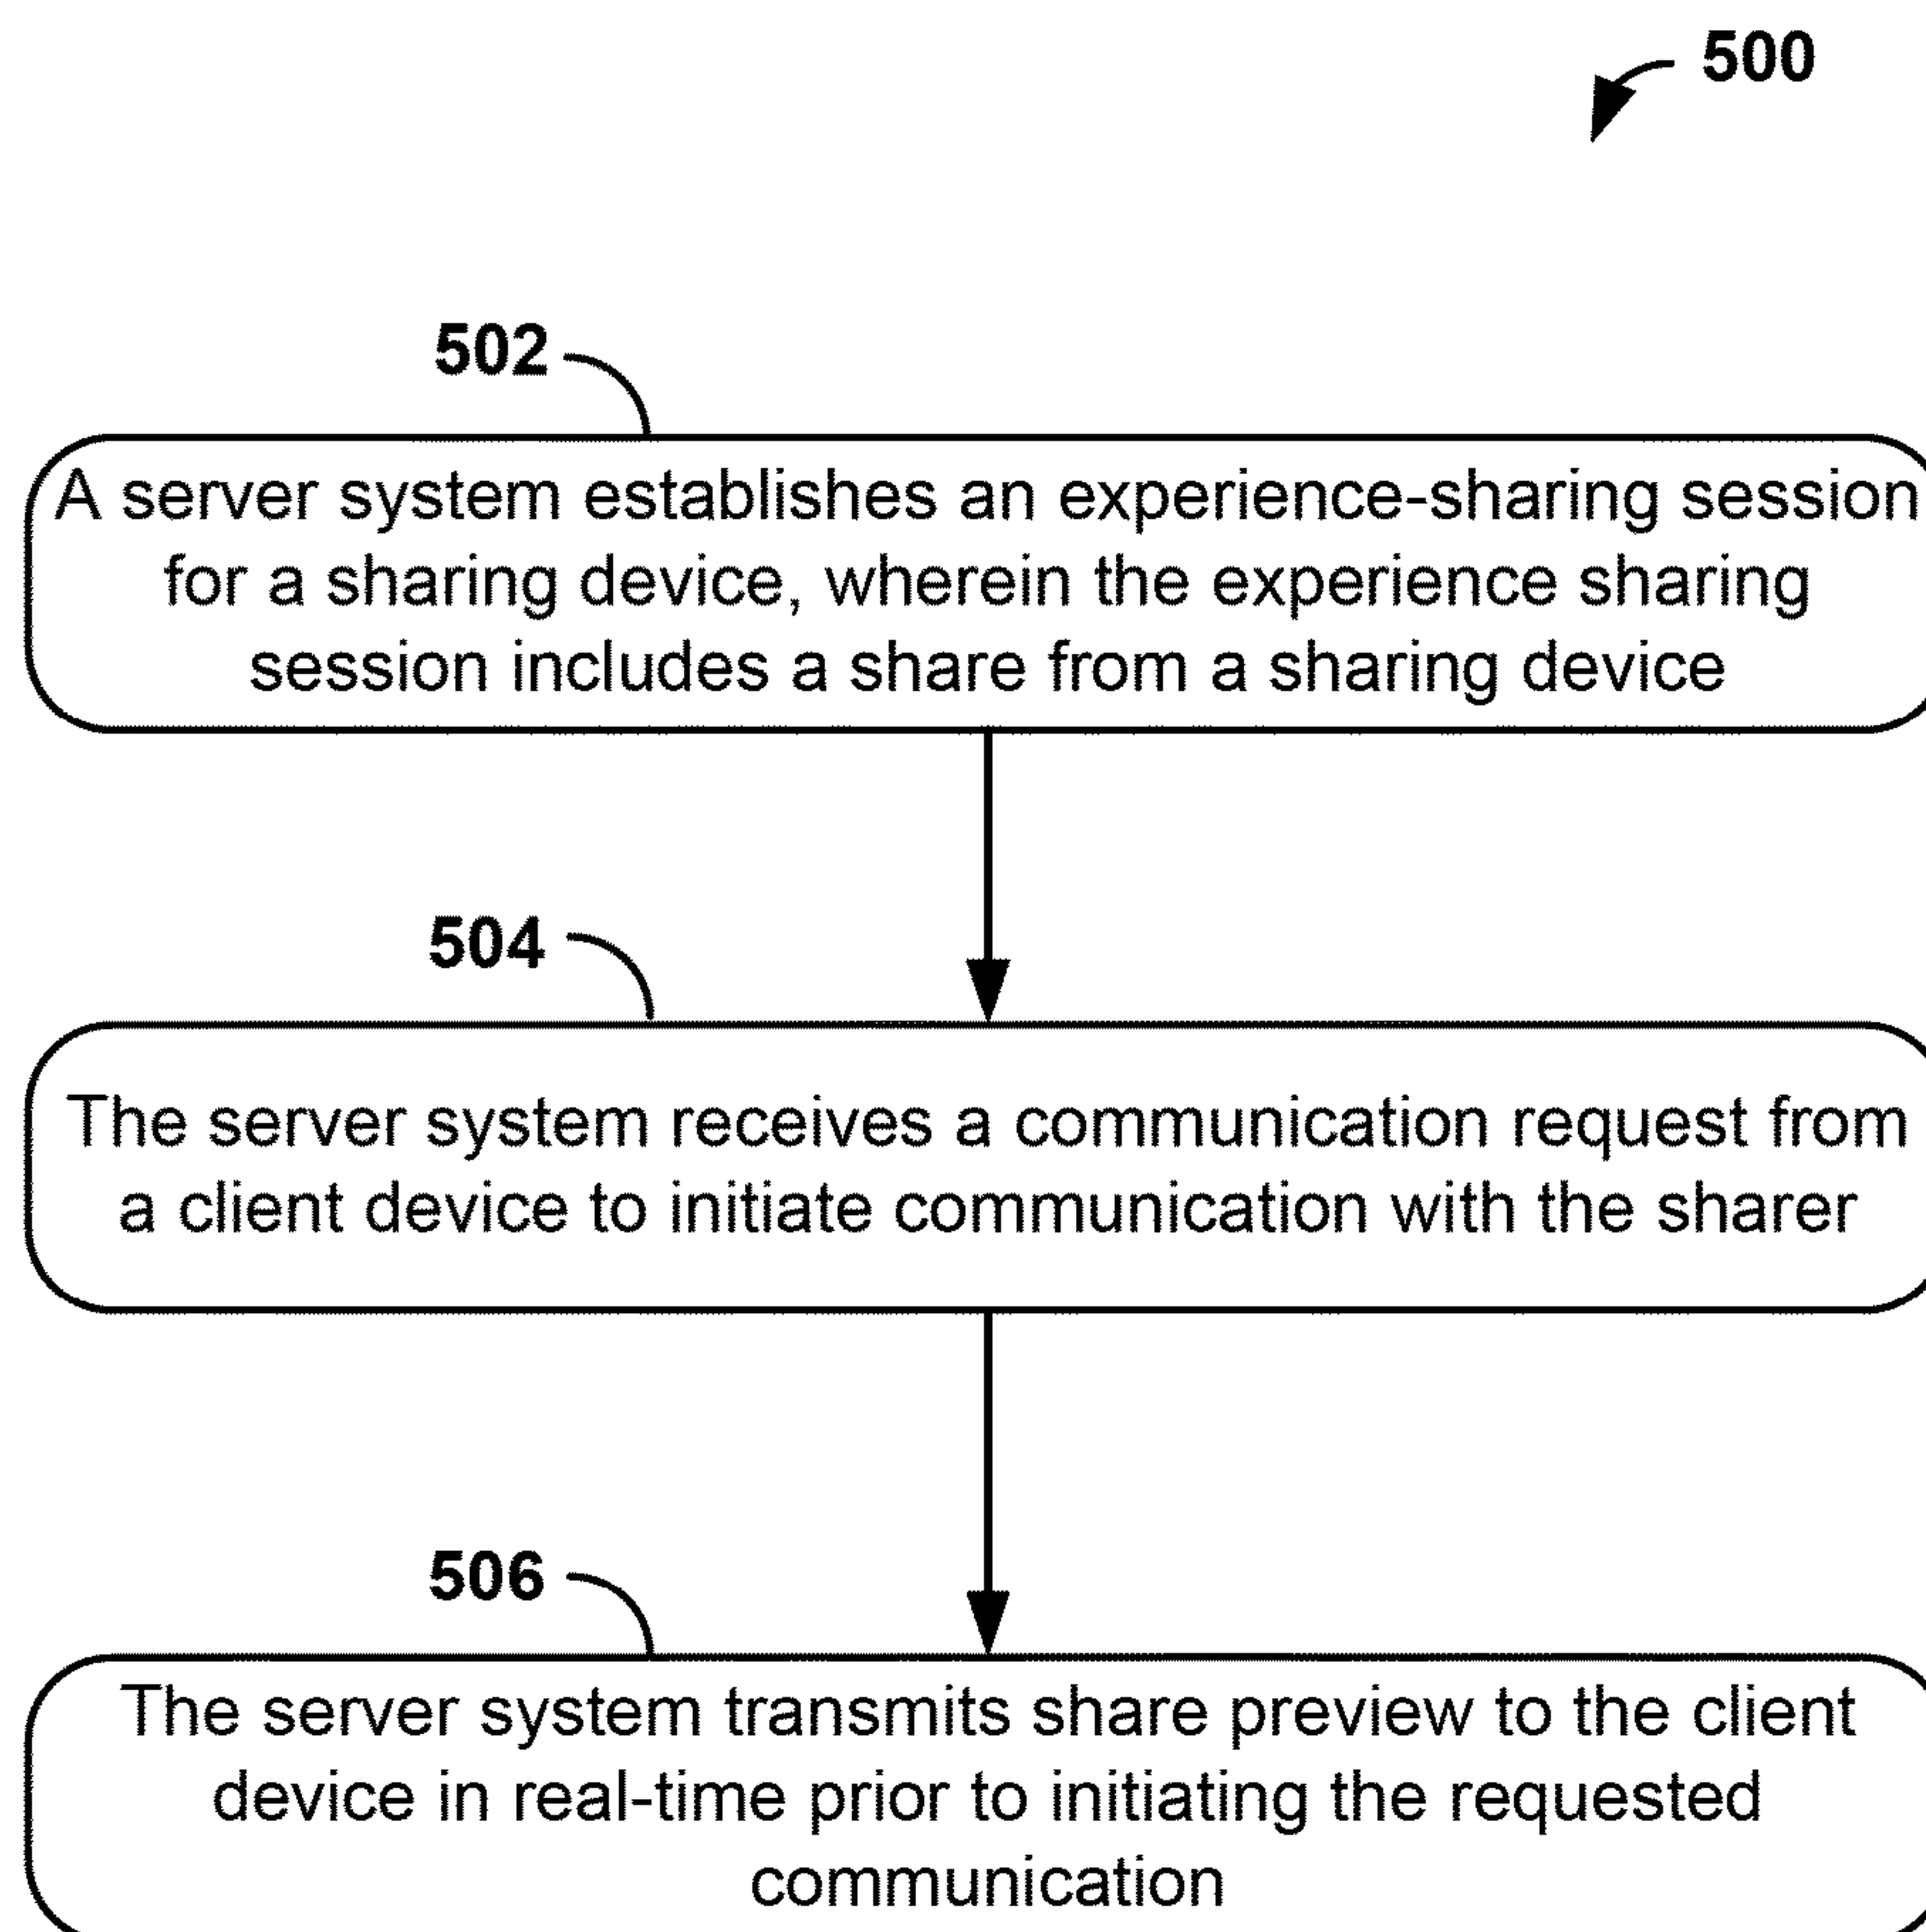 500
502
A server system establishes an experience-sharing session
for a sharing device, wherein the experience sharing
session includes a share from a sharing device
504
The server system receives a communication request from
a client device to initiate communication with the sharer
506
The server system transmits share preview to the client
device in real-time prior to initiating the requested
communication